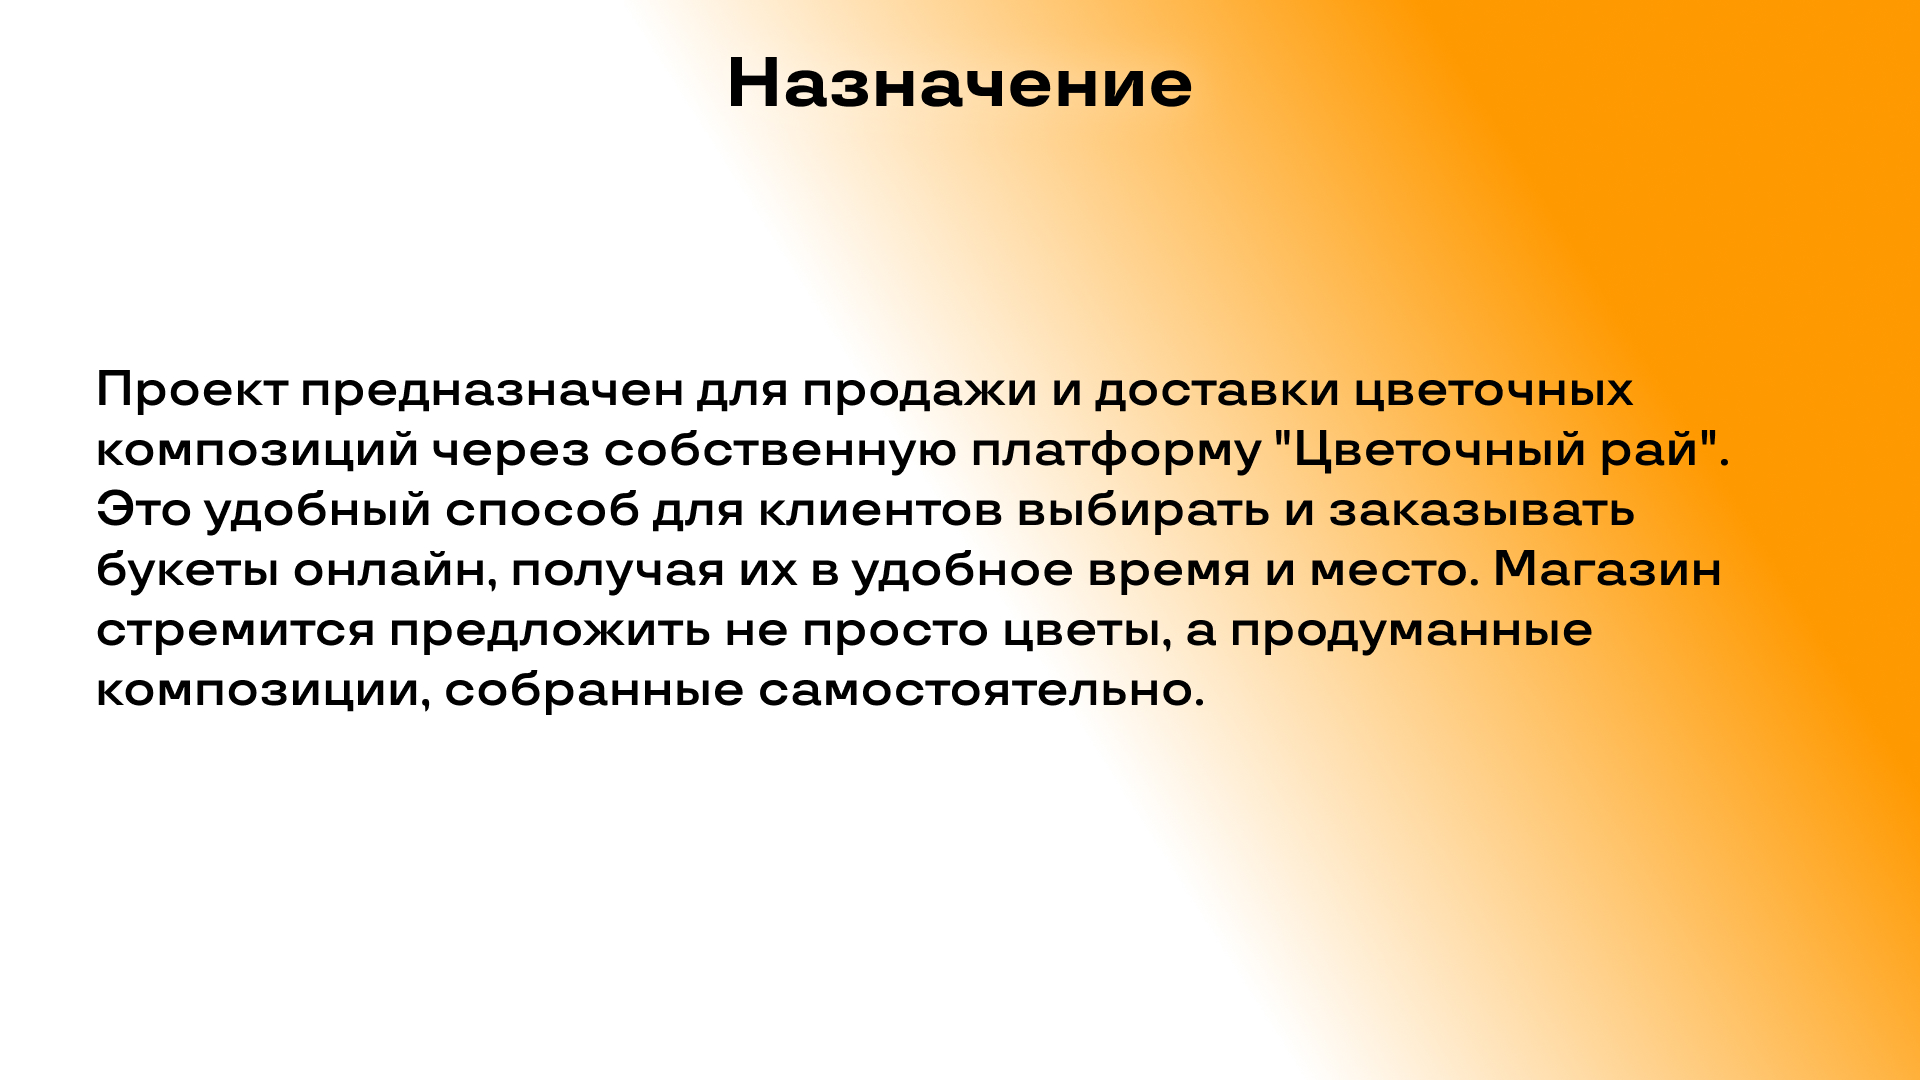 Назначение
Проект предназначен для продажи и доставки цветочных
композиций через собственную платформу "Цветочный рай".
Это удобный способ для клиентов выбирать и заказывать
букеты онлайн, получая их в удобное время и место. Магазин
стремится предложить не просто цветы, а продуманные
композиции, собранные самостоятельно.